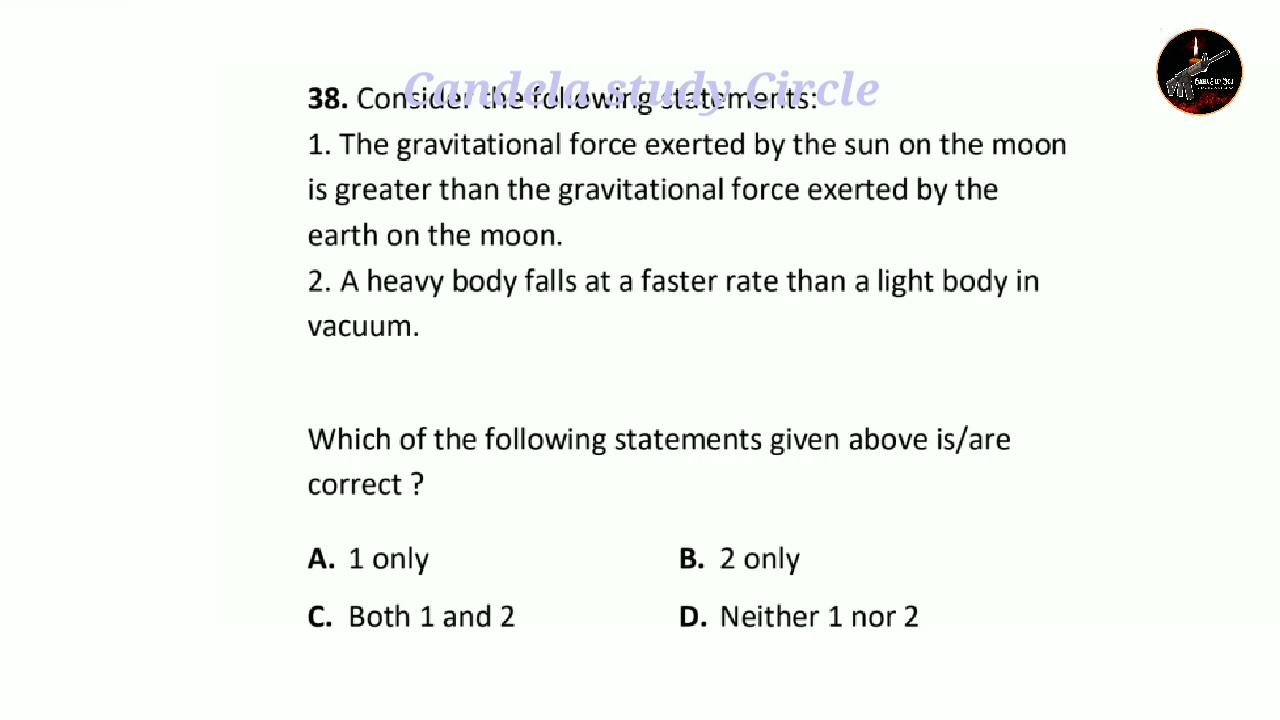 Candela study Circle
38. Consider the following statements:
1. The gravitational force exerted by the sun on the moon
is greater than the gravitational force exerted by the
earth on the moon.
2. A heavy body falls at a faster rate than a light body in
vacuum.
Which of the following statements given above is/are
correct ?
A. 1 only B. 2 only
C. Both 1 and 2 D. Neither 1 nor 2